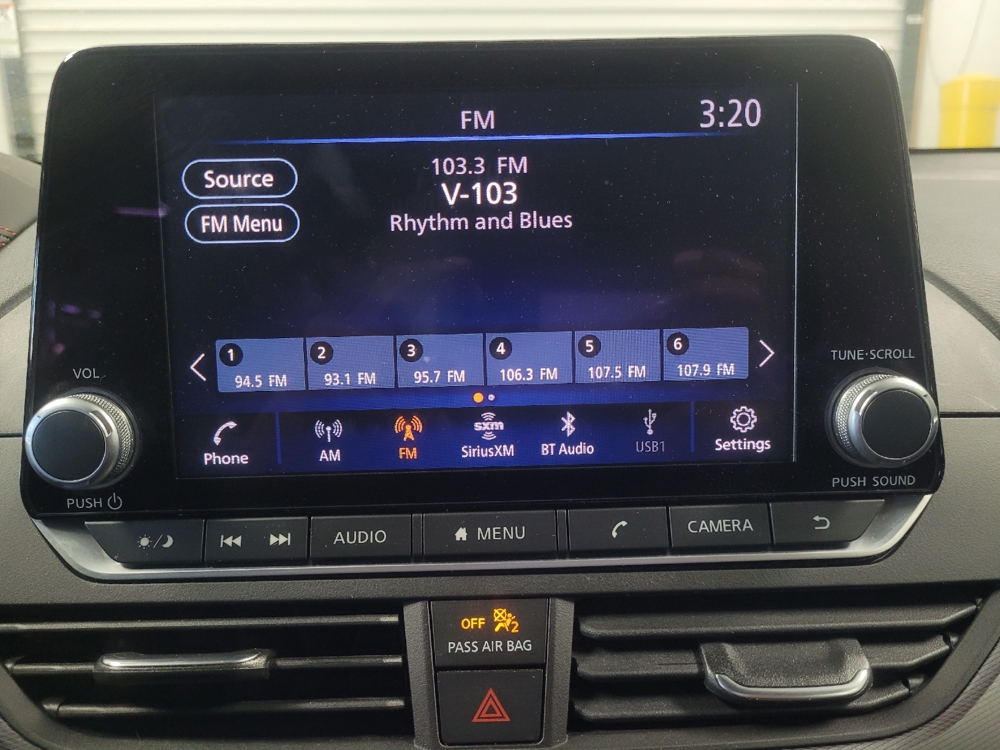 FM
3:20
Source
103.3 FM
V-103
FM Menu
Rhythm and Blues
1 2 3 4 5 6
94.5 FM 93.1 FM 95.7 FM 106.3 FM 107.5 FM 107.9 FM
VOL
TUNE·SCROLL
sxm
Phone AM FM SiriusXM BT Audio USB1 Settings
PUSH
PUSH SOUND
AUDIO MENU CAMERA
OFF 2
PASS AIR BAG